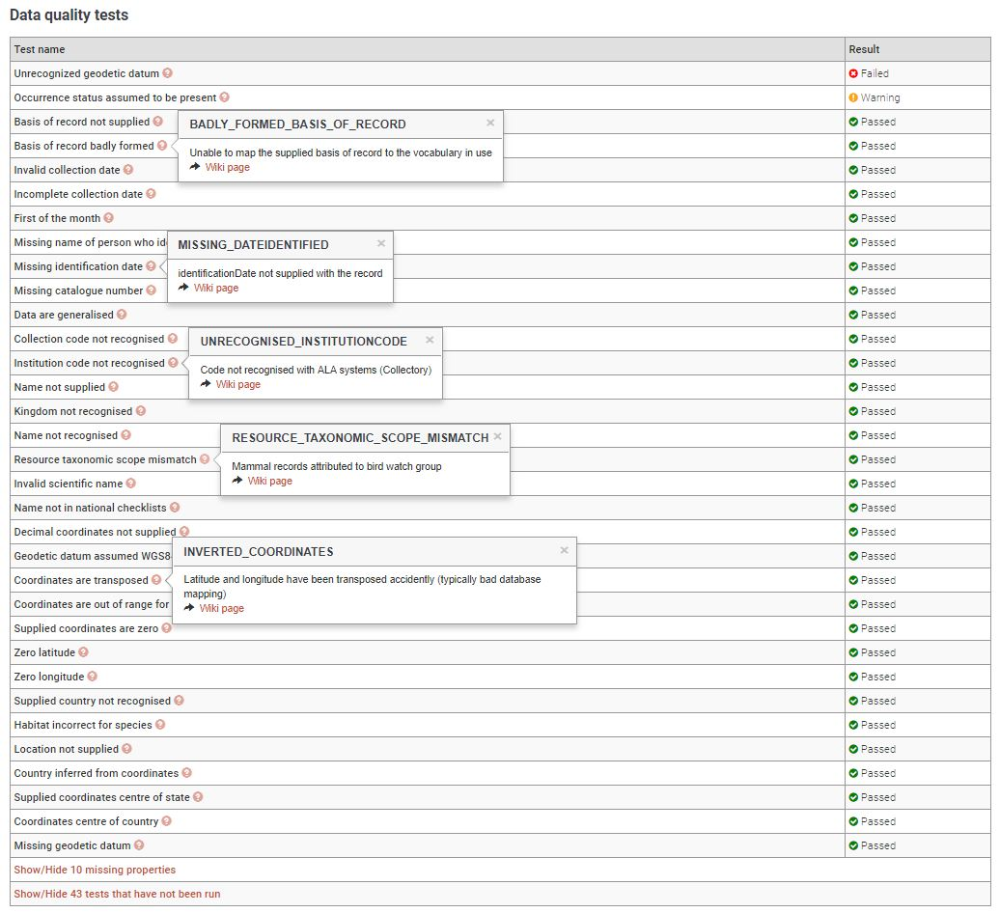 Data quality tests
Test name Result
Unrecognized geodetic datum Failed
Occurrence status assumed to be present Warning
Basis of record not supplied Passed
BADLY_FORMED_BASIS_OF_RECORD
Basis of record badly formed Passed
Unable to map the supplied basis of record to the vocabulary in use
Wiki page
Invalid collection date Passed
Incomplete collection date Passed
First of the month Passed
Missing name of person who id Passed
MISSING_DATEIDENTIFIED
Missing identification date Passed
identificationDate not supplied with the record
Wiki page
Missing catalogue number Passed
Data are generalised Passed
Collection code not recognised Passed
UNRECOGNISED_INSTITUTIONCODE
Institution code not recognised Passed
Code not recognised with ALA systems (Collectory)
Wiki page
Name not supplied Passed
Kingdom not recognised Passed
Name not recognised Passed
RESOURCE_TAXONOMIC_SCOPE_MISMATCH
Resource taxonomic scope mismatch Passed
Mammal records attributed to bird watch group
Wiki page
Invalid scientific name Passed
Name not in national checklists Passed
Decimal coordinates not supplied Passed
Geodetic datum assumed WGS8 Passed
INVERTED_COORDINATES
Coordinates are transposed Passed
Latitude and longitude have been transposed accidently (typically bad database
mapping)
Wiki page
Coordinates are out of range for Passed
Supplied coordinates are zero Passed
Zero latitude Passed
Zero longitude Passed
Supplied country not recognised Passed
Habitat incorrect for species Passed
Location not supplied Passed
Country inferred from coordinates Passed
Supplied coordinates centre of state Passed
Coordinates centre of country Passed
Missing geodetic datum Passed
Show/Hide 10 missing properties
Show/Hide 43 tests that have not been run